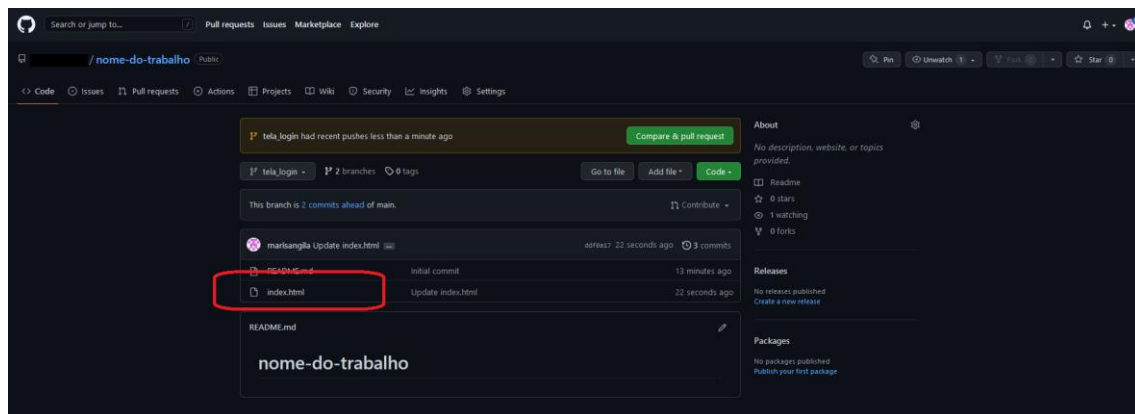 Search or jump to... / Pull requests Issues Marketplace Explore
/ nome-do-trabalho Public
Pin Unwatch 1 Fork 0 Star 0
Code Issues Pull requests Actions Projects Wiki Security Insights Settings
tela_login had recent pushes less than a minute ago Compare & pull request
tela_login 2 branches 0 tags Go to file Add file Code
This branch is 2 commits ahead of main. Contribute
marisangila Update index.html ... 22 seconds ago 3 commits
README.md Initial commit 13 minutes ago
index.html Update index.html 22 seconds ago
README.md
nome-do-trabalho
About
No description, website, or topics
provided.
Readme
0 stars
1 watching
0 forks
Releases
No releases published
Create a new release
Packages
No packages published
Publish your first package